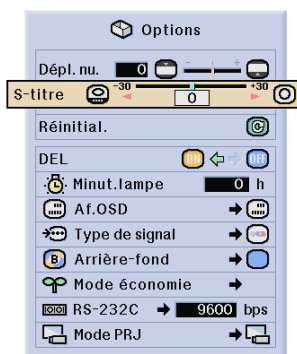 Options
Dépl. nu. 0 - +
S-titre -30 0 +30
Réinitial.
DEL ON OFF
Minut.lampe 0 h
Af.OSD
Type de signal
B Arrière-fond
Mode économie
RS-232C 9600 bps
Mode PRJ